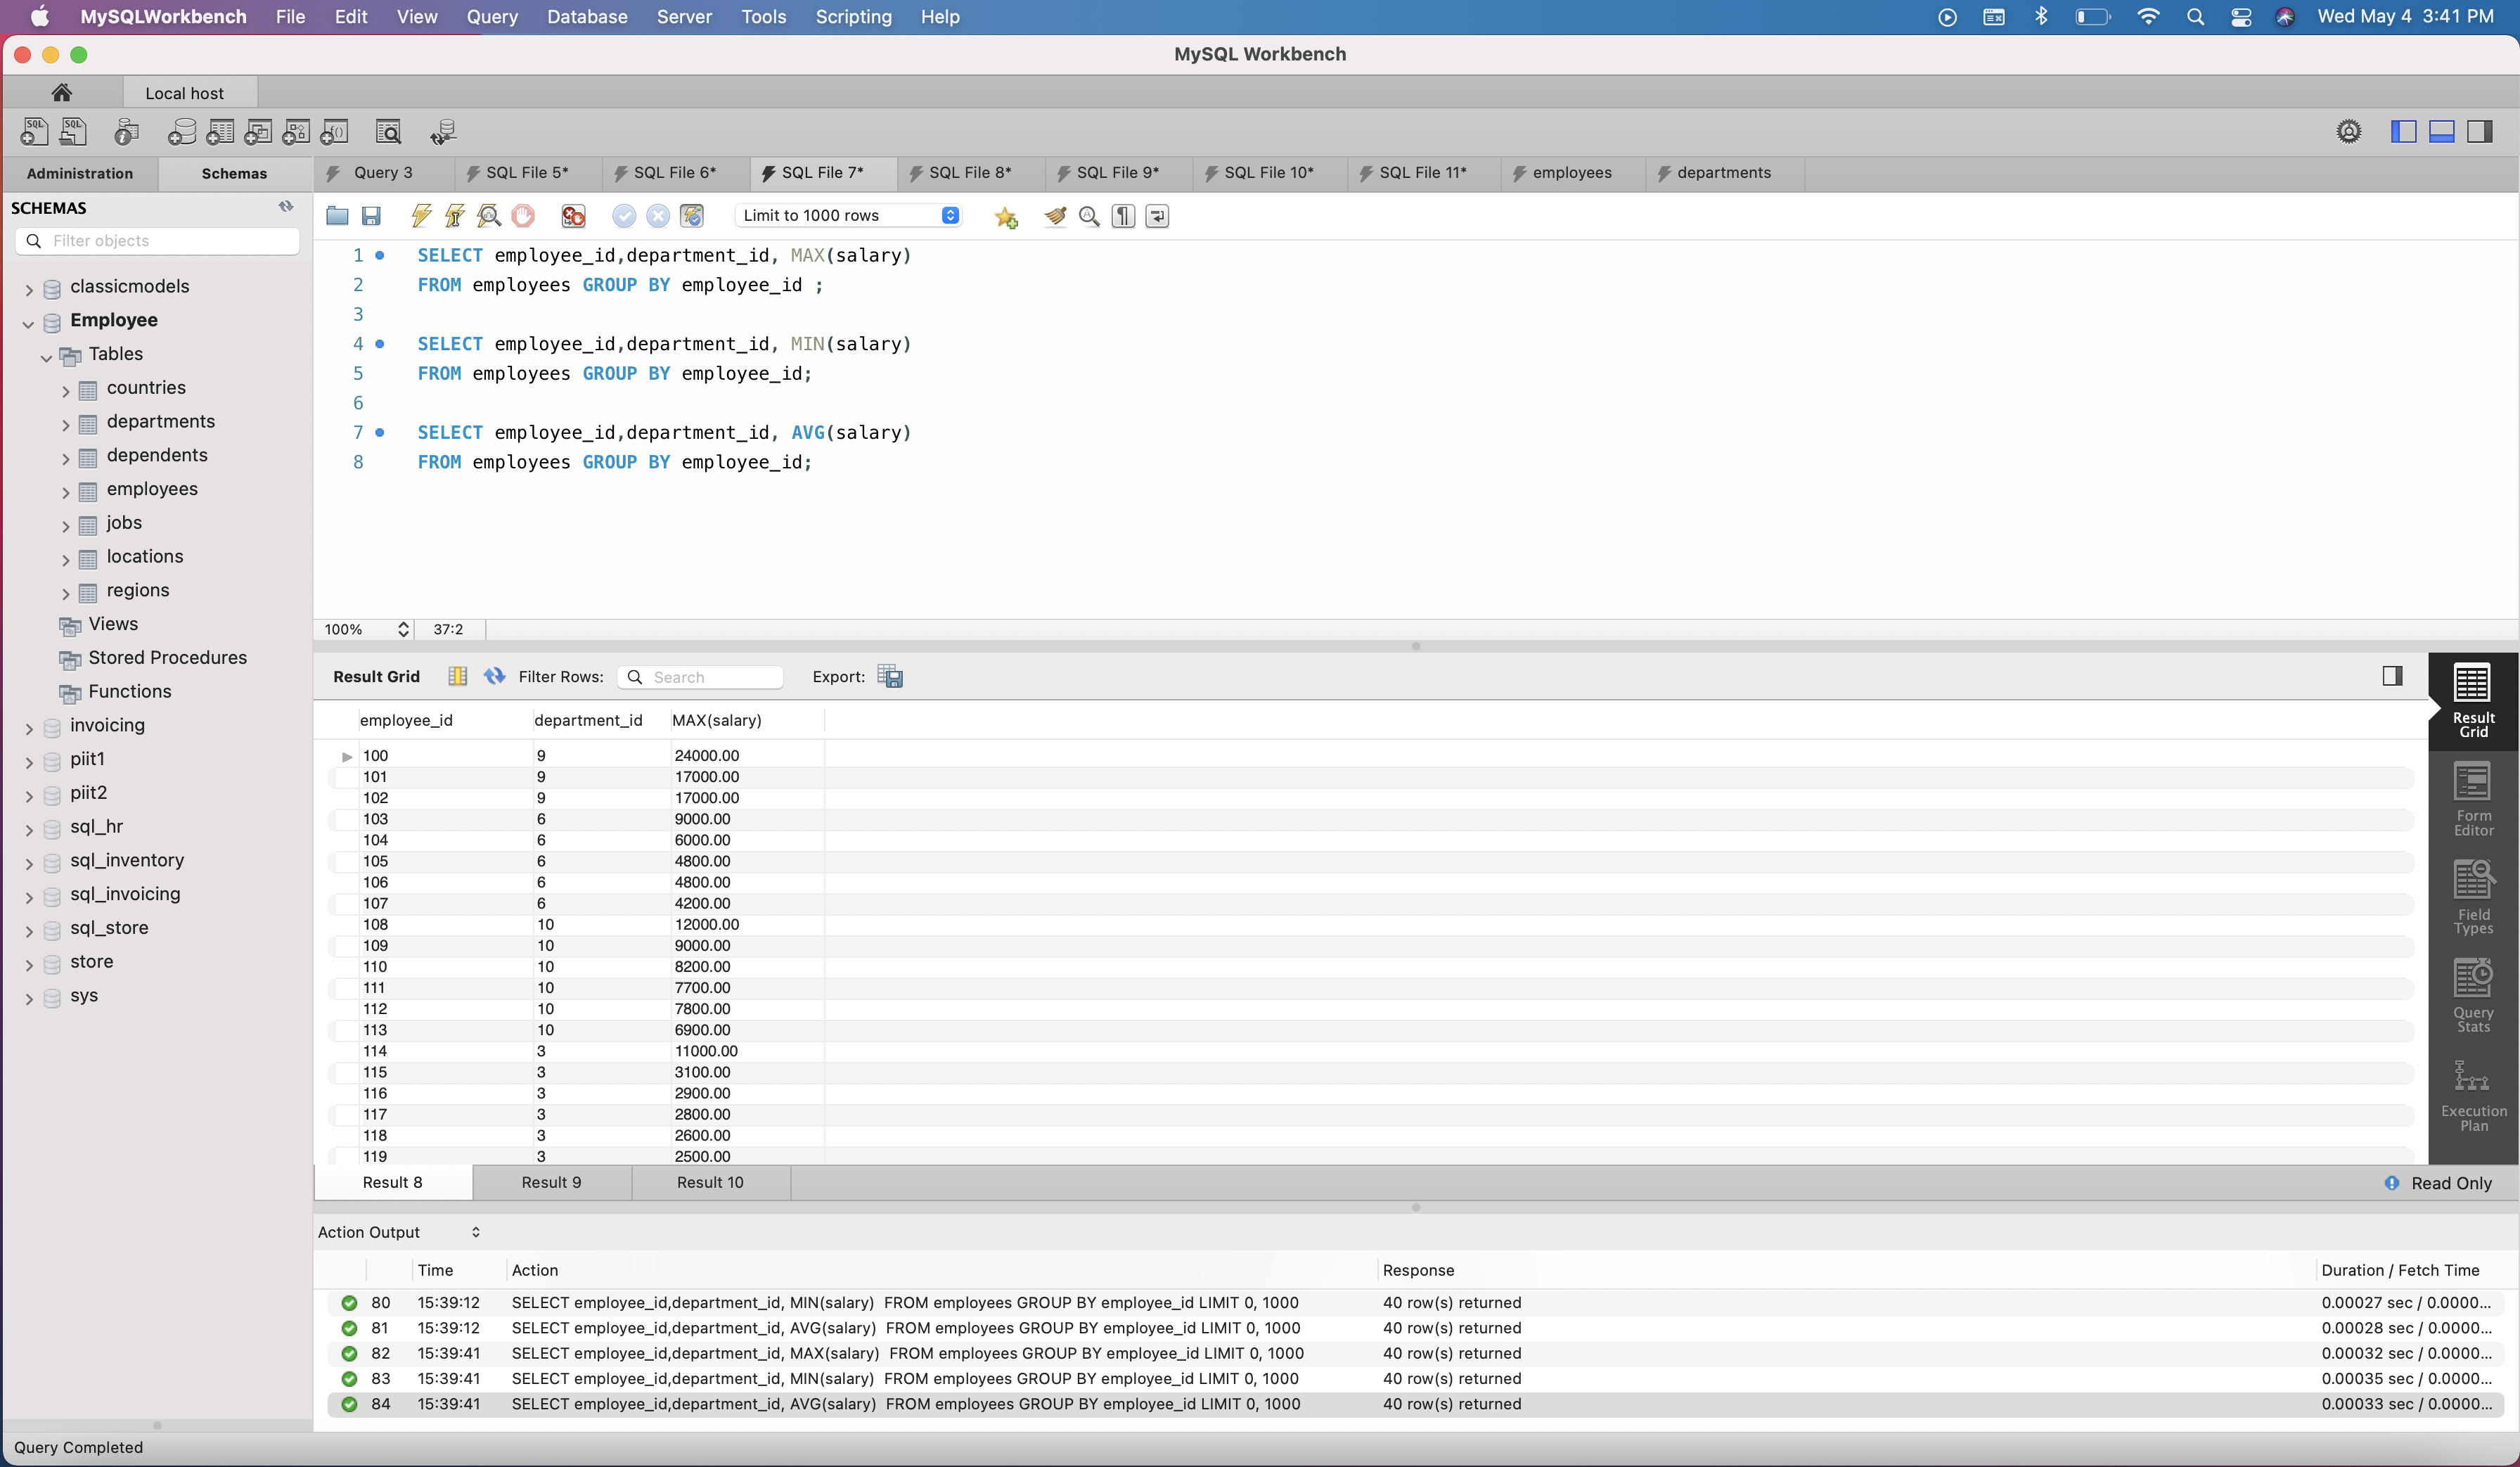 MySQLWorkbench File Edit View Query Database Server Tools Scripting Help Wed May 4 3:41 PM
MySQL Workbench
Local host
Administration Schemas Query 3 SQL File 5* SQL File 6* SQL File 7* SQL File 8* SQL File 9* SQL File 10* SQL File 11* employees departments
SCHEMAS
Filter objects
classicmodels
Employee
Tables
countries
departments
dependents
employees
jobs
locations
regions
Views
Stored Procedures
Functions
invoicing
piit1
piit2
sql_hr
sql_inventory
sql_invoicing
sql_store
store
sys
Limit to 1000 rows
1 SELECT employee_id,department_id, MAX(salary)
2 FROM employees GROUP BY employee_id ;
3
4 SELECT employee_id,department_id, MIN(salary)
5 FROM employees GROUP BY employee_id;
6
7 SELECT employee_id,department_id, AVG(salary)
8 FROM employees GROUP BY employee_id;
100% 37:2
Result Grid Filter Rows: Search Export:
employee_id department_id MAX(salary)
100 9 24000.00
101 9 17000.00
102 9 17000.00
103 6 9000.00
104 6 6000.00
105 6 4800.00
106 6 4800.00
107 6 4200.00
108 10 12000.00
109 10 9000.00
110 10 8200.00
111 10 7700.00
112 10 7800.00
113 10 6900.00
114 3 11000.00
115 3 3100.00
116 3 2900.00
117 3 2800.00
118 3 2600.00
119 3 2500.00
Result
Grid
Form
Editor
Field
Types
Query
Stats
Execution
Plan
Result 8 Result 9 Result 10 Read Only
Action Output
Time Action Response Duration / Fetch Time
80 15:39:12 SELECT employee_id,department_id, MIN(salary) FROM employees GROUP BY employee_id LIMIT 0, 1000 40 row(s) returned 0.00027 sec / 0.0000...
81 15:39:12 SELECT employee_id,department_id, AVG(salary) FROM employees GROUP BY employee_id LIMIT 0, 1000 40 row(s) returned 0.00028 sec / 0.0000...
82 15:39:41 SELECT employee_id,department_id, MAX(salary) FROM employees GROUP BY employee_id LIMIT 0, 1000 40 row(s) returned 0.00032 sec / 0.0000...
83 15:39:41 SELECT employee_id,department_id, MIN(salary) FROM employees GROUP BY employee_id LIMIT 0, 1000 40 row(s) returned 0.00035 sec / 0.0000...
84 15:39:41 SELECT employee_id,department_id, AVG(salary) FROM employees GROUP BY employee_id LIMIT 0, 1000 40 row(s) returned 0.00033 sec / 0.0000...
Query Completed